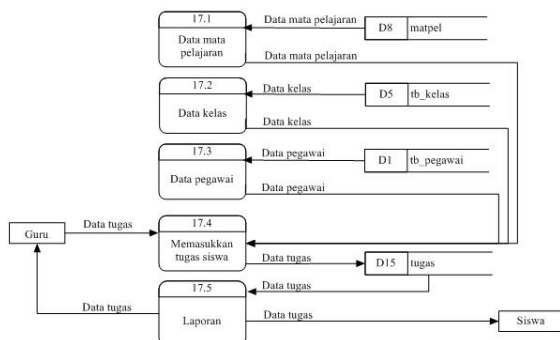 17.1
Data mata pelajaran
D8 matpel
Data mata
pelajaran
Data mata pelajaran
17.2
Data kelas
D5 tb_kelas
Data kelas
Data kelas
17.3
Data pegawai
D1 tb_pegawai
Data pegawai
Data pegawai
17.4
Data tugas
Guru
Memasukkan
tugas siswa
Data tugas
D15 tugas
17.5
Data tugas
Data tugas
Laporan
Data tugas
Siswa